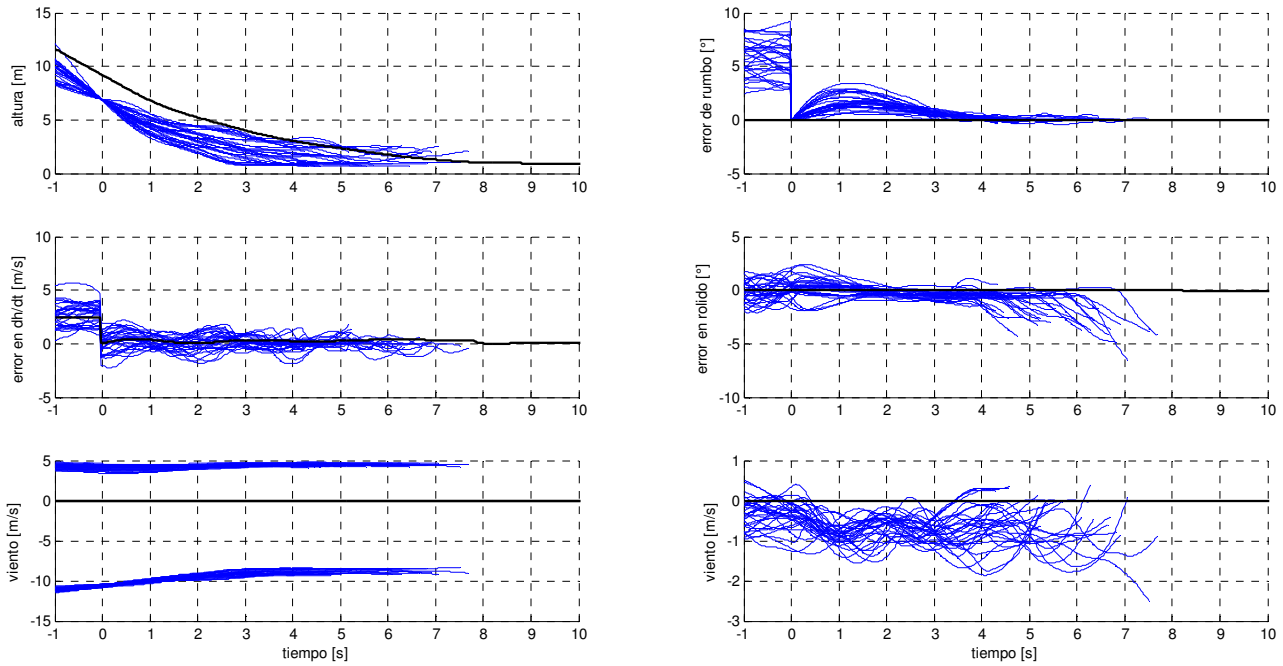 altura [m]
15
10
5
0
-1 0 1 2 3 4 5 6 7 8 9 10
error de rumbo [°]
10
5
0
-5
-1 0 1 2 3 4 5 6 7 8 9 10
error en dh/dt [m/s]
10
5
0
-5
-1 0 1 2 3 4 5 6 7 8 9 10
error en rolido [°]
5
0
-5
-10
-1 0 1 2 3 4 5 6 7 8 9 10
viento [m/s]
5
0
-5
-10
-15
-1 0 1 2 3 4 5 6 7 8 9 10
tiempo [s]
viento [m/s]
1
0
-1
-2
-3
-1 0 1 2 3 4 5 6 7 8 9 10
tiempo [s]